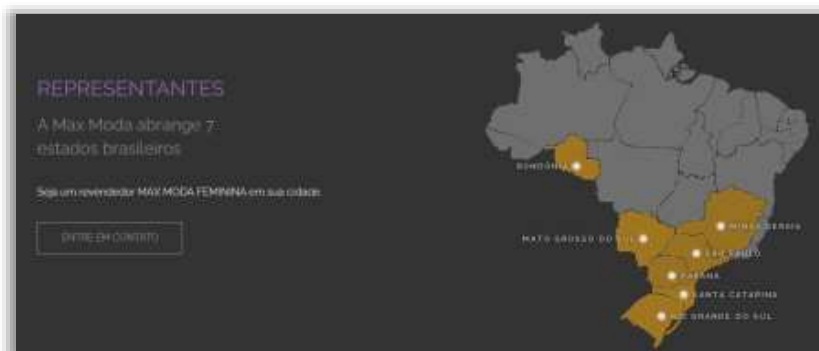 REPRESENTANTES
A Max Moda abrange 7
estados brasileiros
Seja um revendedor MAX MODA FEMININA em sua cidade.
ENTRE EM CONTATO
RONDÔNIA
MINAS GERAIS
MATO GROSSO DO SUL
SÃO PAULO
PARANÁ
SANTA CATARINA
RIO GRANDE DO SUL